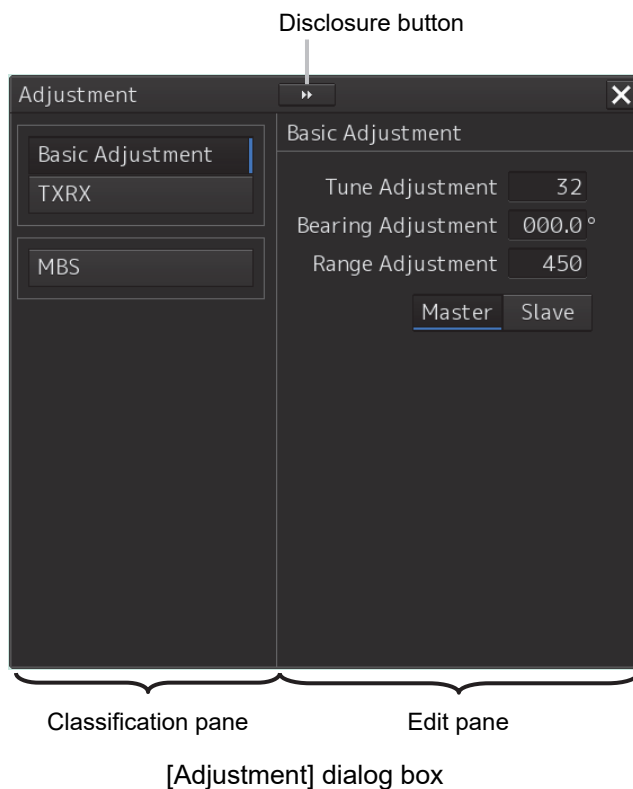 Disclosure button
Adjustment
Basic Adjustment
TXRX
MBS
Basic Adjustment
Tune Adjustment 32
Bearing Adjustment 000.0°
Range Adjustment 450
Master Slave
Classification pane
Edit pane
[Adjustment] dialog box